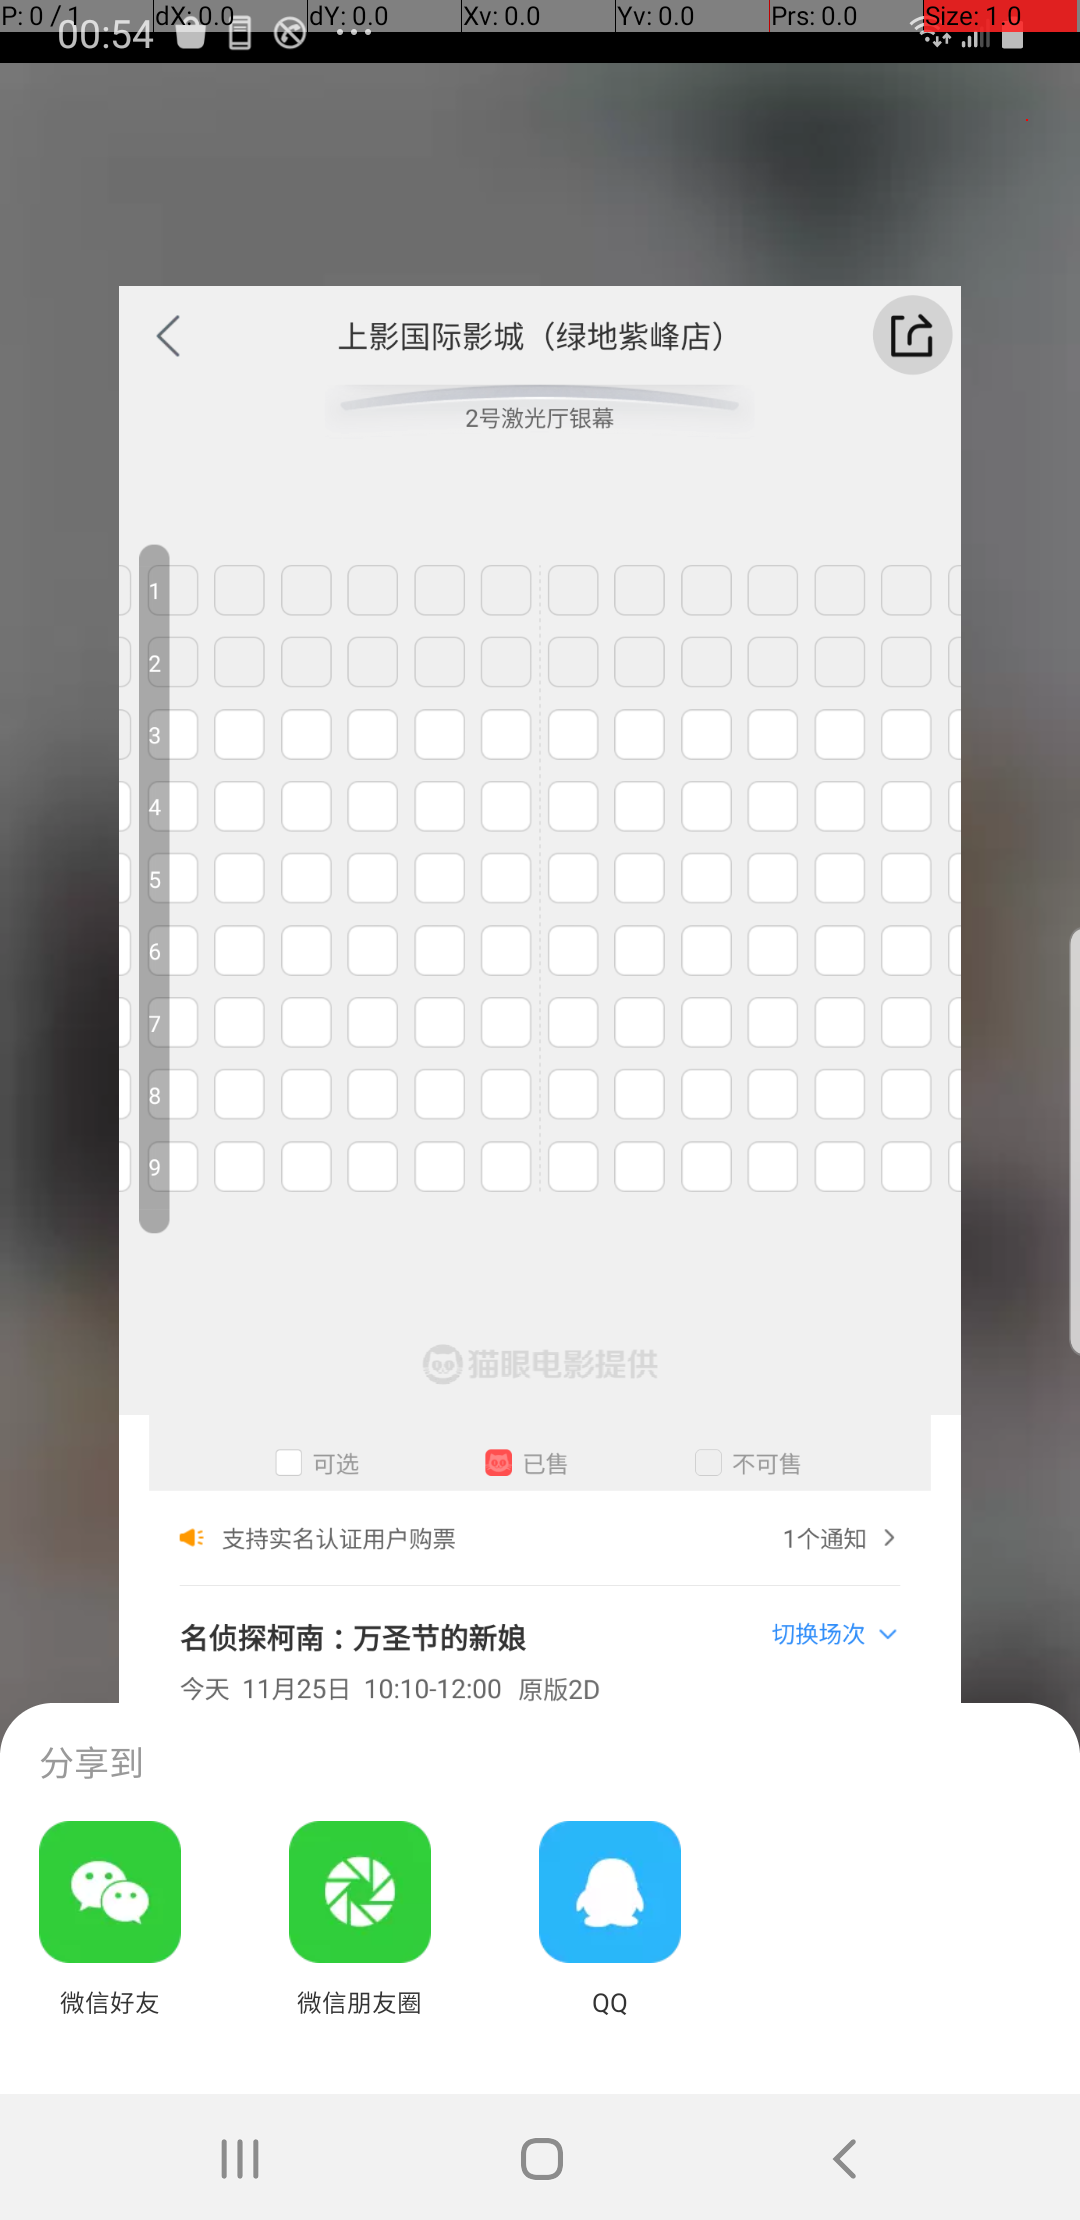 P: 0 / 1
dX: 0.0
dY: 0.0
Xv: 0.0
Yv: 0.0
Prs: 0.0
Size: 1.0
00:54
上影国际影城（绿地紫峰店）
2号激光厅银幕
1
2
3
4
5
6
7
8
9
猫眼电影提供
可选
已售
不可售
支持实名认证用户购票
1个通知
名侦探柯南：万圣节的新娘
切换场次
今天 11月25日 10:10-12:00 原版2D
分享到
微信好友
微信朋友圈
QQ